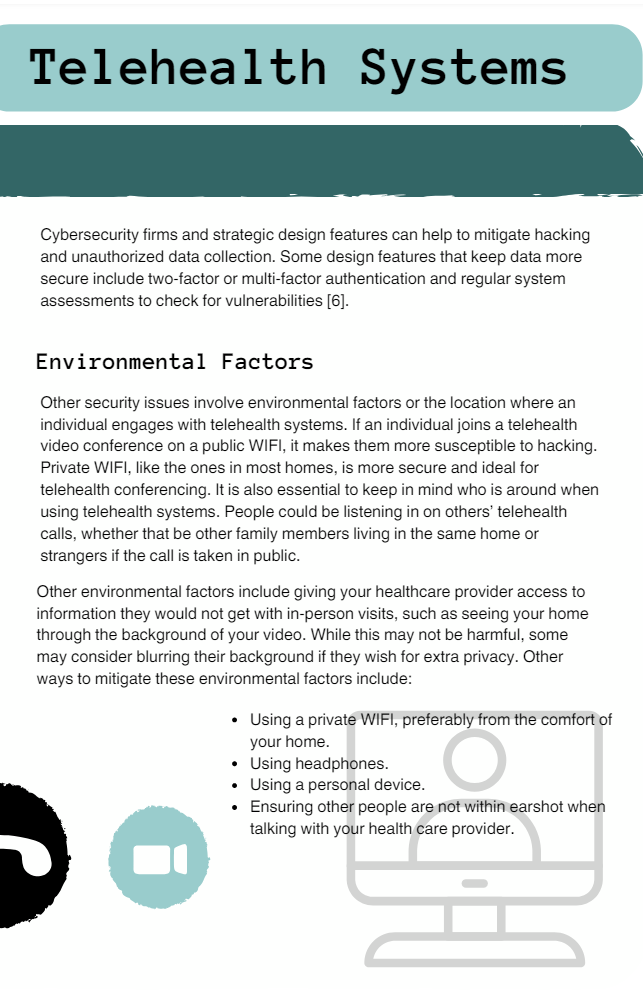 Telehealth Systems
Cybersecurity firms and strategic design features can help to mitigate hacking
and unauthorized data collection. Some design features that keep data more
secure include two-factor or multi-factor authentication and regular system
assessments to check for vulnerabilities [6].
Environmental Factors
Other security issues involve environmental factors or the location where an
individual engages with telehealth systems. If an individual joins a telehealth
video conference on a public WIFI, it makes them more susceptible to hacking.
Private WIFI, like the ones in most homes, is more secure and ideal for
telehealth conferencing. It is also essential to keep in mind who is around when
using telehealth systems. People could be listening in on others’ telehealth
calls, whether that be other family members living in the same home or
strangers if the call is taken in public.
Other environmental factors include giving your healthcare provider access to
information they would not get with in-person visits, such as seeing your home
through the background of your video. While this may not be harmful, some
may consider blurring their background if they wish for extra privacy. Other
ways to mitigate these environmental factors include:
• Using a private WIFI, preferably from the comfort of
your home.
• Using headphones.
• Using a personal device.
• Ensuring other people are not within earshot when
talking with your health care provider.